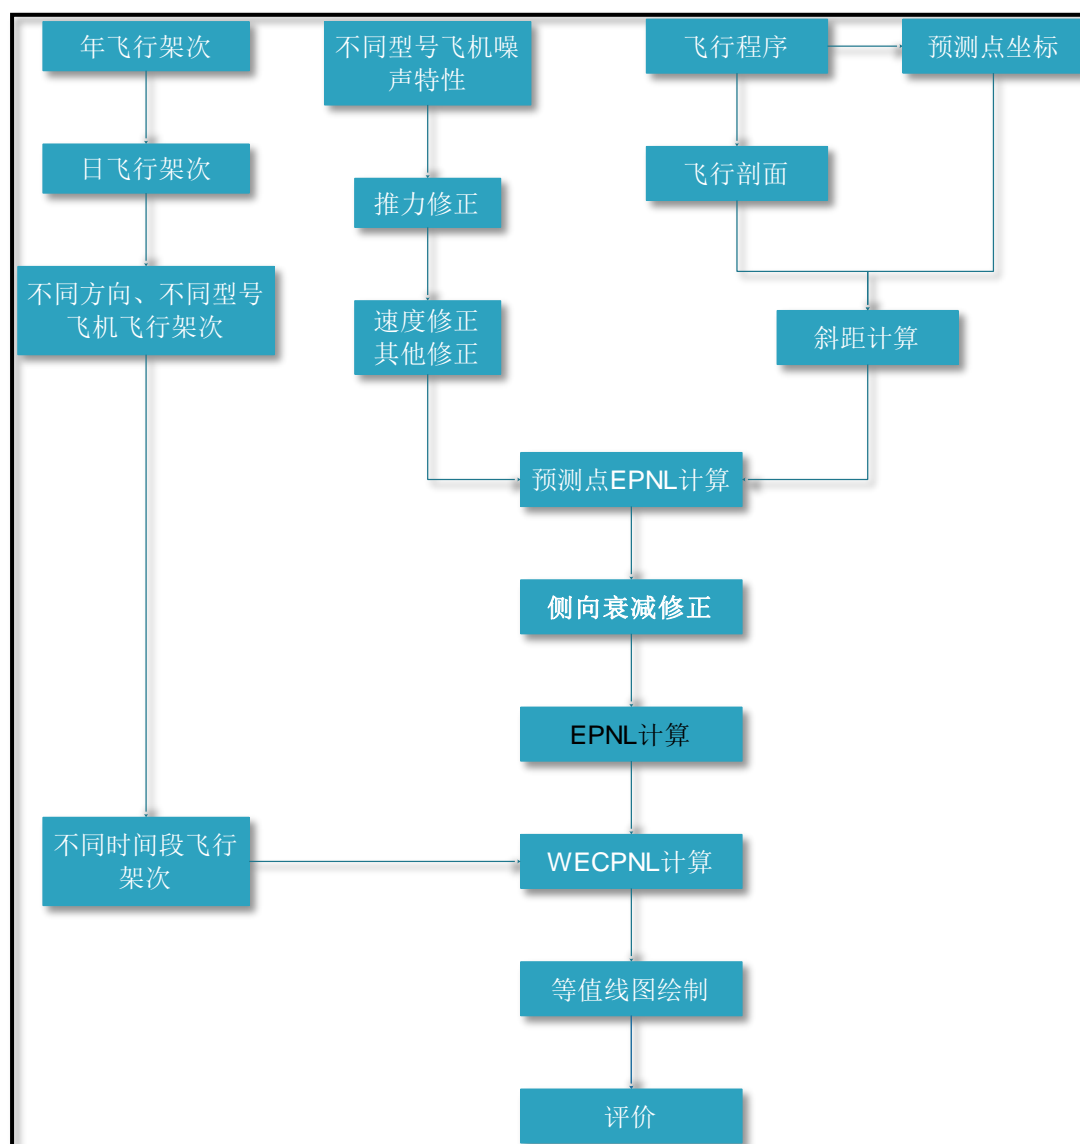 年飞行架次
不同型号飞机噪
声特性
飞行程序
预测点坐标
日飞行架次
飞行剖面
推力修正
不同方向、不同型号
飞机飞行架次
速度修正
其他修正
斜距计算
预测点EPNL计算
侧向衰减修正
EPNL计算
不同时间段飞行
架次
WECPNL计算
等值线图绘制
评价